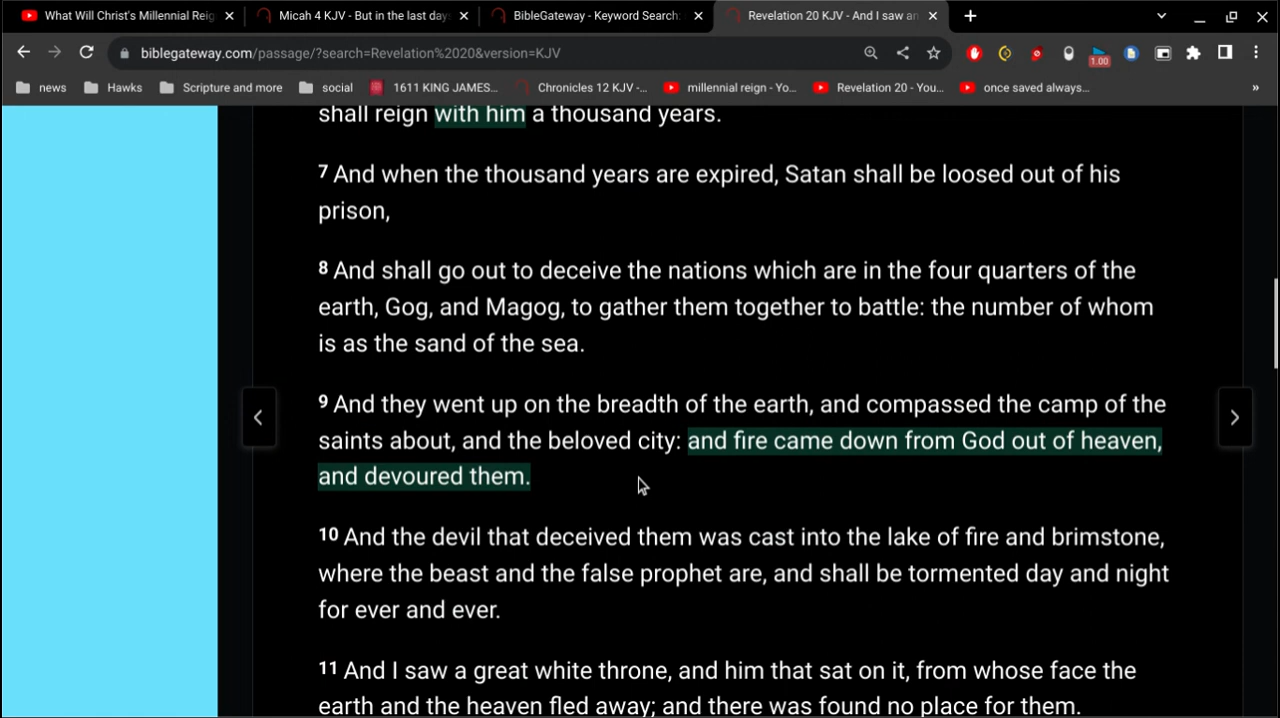 What Will Christ's Millennial Reig
Micah 4 KJV - But in the last day
BibleGateway - Keyword Search:
Revelation 20 KJV - And I saw an
biblegateway.com/passage/?search=Revelation%2020&version=KJV
1.00
news
Hawks
Scripture and more
social
1611 KING JAMES...
Chronicles 12 KJV -...
millennial reign - Yo...
Revelation 20 - You...
once saved always...
»
shall reign with him a thousand years.
7 And when the thousand years are expired, Satan shall be loosed out of his
prison,
8 And shall go out to deceive the nations which are in the four quarters of the
earth, Gog, and Magog, to gather them together to battle: the number of whom
is as the sand of the sea.
9 And they went up on the breadth of the earth, and compassed the camp of the
saints about, and the beloved city: and fire came down from God out of heaven,
and devoured them.
10 And the devil that deceived them was cast into the lake of fire and brimstone,
where the beast and the false prophet are, and shall be tormented day and night
for ever and ever.
11 And I saw a great white throne, and him that sat on it, from whose face the
earth and the heaven fled away; and there was found no place for them.